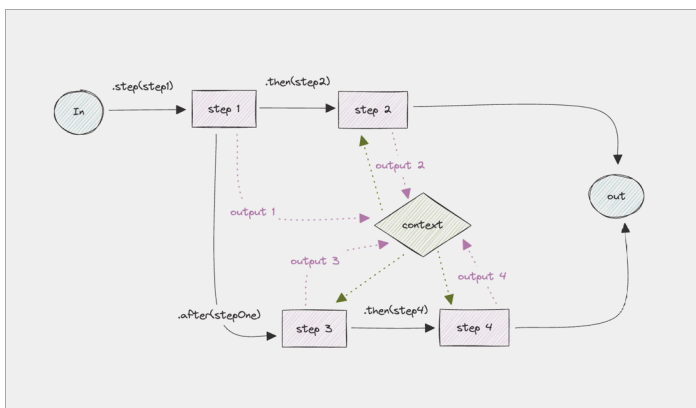 .step(step1)
.then(step2)
In
step 1
step 2
output 2
out
output 1
context
output 3
output 4
.after(stepOne)
.then(step4)
step 3
step 4